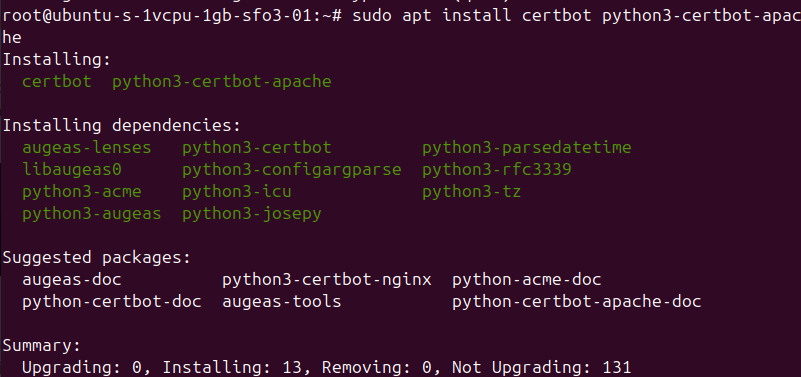 root@ubuntu-s-1vcpu-1gb-sfo3-01:~# sudo apt install certbot python3-certbot-apac
he
Installing:
  certbot  python3-certbot-apache

Installing dependencies:
  augeas-lenses   python3-certbot         python3-parsedatetime
  libaugeas0      python3-configargparse  python3-rfc3339
  python3-acme    python3-icu             python3-tz
  python3-augeas  python3-josepy

Suggested packages:
  augeas-doc          python3-certbot-nginx  python-acme-doc
  python-certbot-doc  augeas-tools           python-certbot-apache-doc

Summary:
  Upgrading: 0, Installing: 13, Removing: 0, Not Upgrading: 131